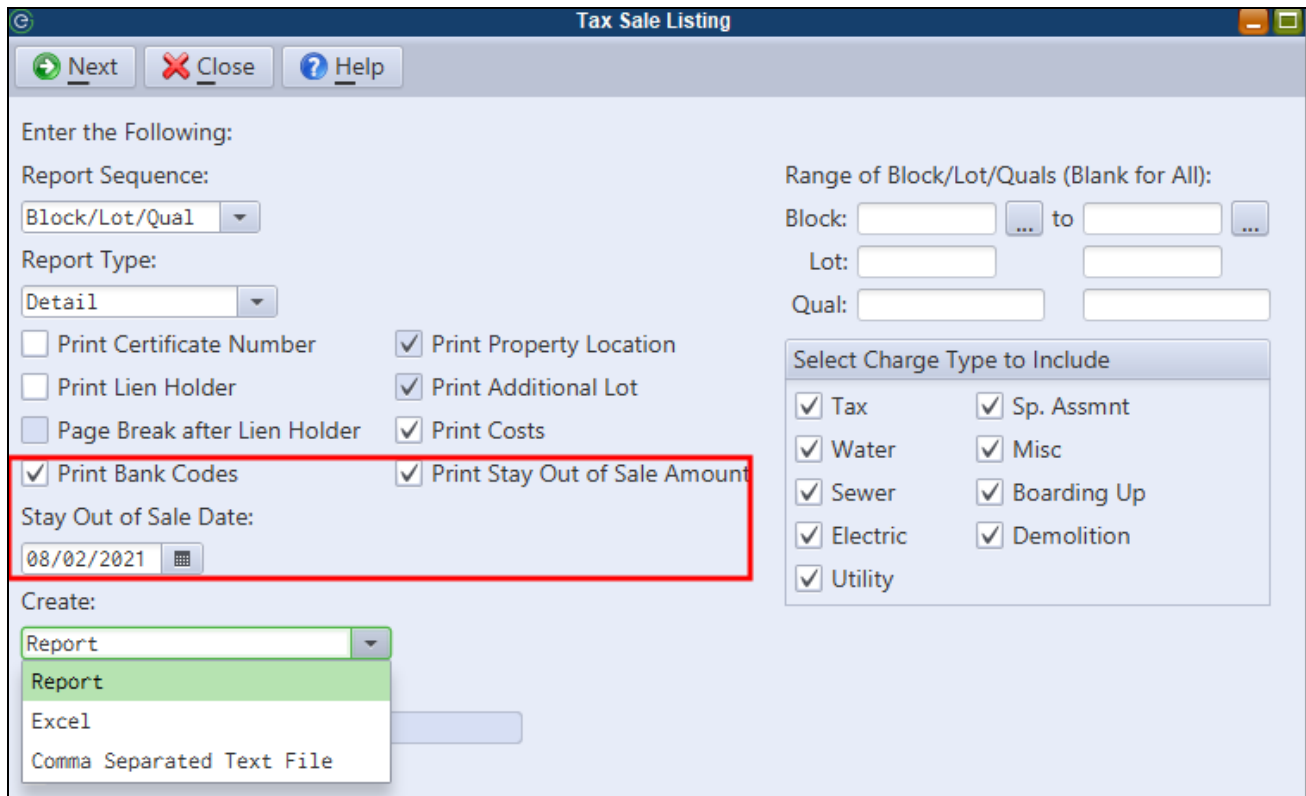 Tax Sale Listing
Next Close Help
Enter the Following:
Report Sequence:
Block/Lot/Qual
Report Type:
Detail
Print Certificate Number Print Property Location
Print Lien Holder Print Additional Lot
Page Break after Lien Holder Print Costs
Print Bank Codes Print Stay Out of Sale Amount
Stay Out of Sale Date:
08/02/2021
Create:
Report
Report
Excel
Comma Separated Text File
Range of Block/Lot/Quals (Blank for All):
Block: ... to ...
Lot:
Qual:
Select Charge Type to Include
Tax Sp. Assmnt
Water Misc
Sewer Boarding Up
Electric Demolition
Utility